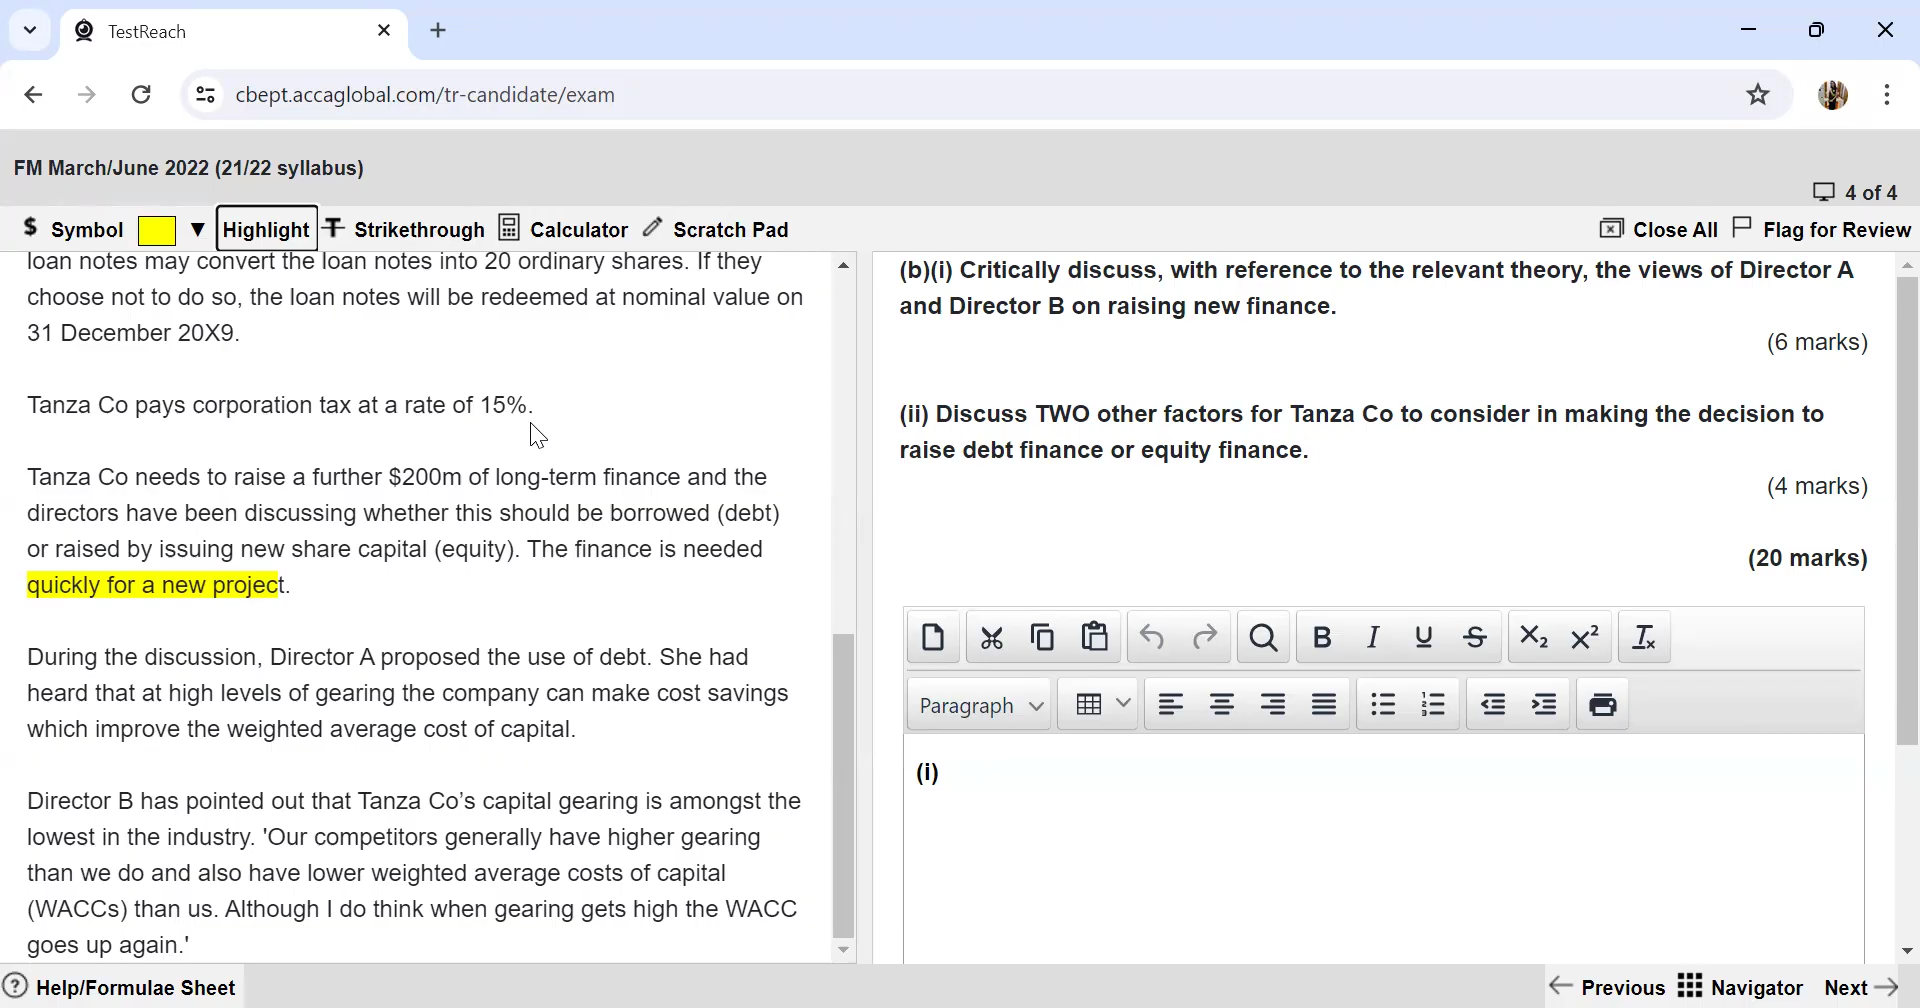 TestReach
cbept.accaglobal.com/tr-candidate/exam
FM March/June 2022 (21/22 syllabus)
4 of 4
$ Symbol Highlight Strikethrough Calculator Scratch Pad Close All Flag for Review
loan notes may convert the loan notes into 20 ordinary shares. If they
choose not to do so, the loan notes will be redeemed at nominal value on
31 December 20X9.
Tanza Co pays corporation tax at a rate of 15%.
Tanza Co needs to raise a further $200m of long-term finance and the
directors have been discussing whether this should be borrowed (debt)
or raised by issuing new share capital (equity). The finance is needed
quickly for a new project.
During the discussion, Director A proposed the use of debt. She had
heard that at high levels of gearing the company can make cost savings
which improve the weighted average cost of capital.
Director B has pointed out that Tanza Co's capital gearing is amongst the
lowest in the industry. 'Our competitors generally have higher gearing
than we do and also have lower weighted average costs of capital
(WACCs) than us. Although I do think when gearing gets high the WACC
goes up again.'
(b)(i) Critically discuss, with reference to the relevant theory, the views of Director A
and Director B on raising new finance.
(6 marks)
(ii) Discuss TWO other factors for Tanza Co to consider in making the decision to
raise debt finance or equity finance.
(4 marks)
(20 marks)
B I U S X₂ X² Tx
Paragraph
(i)
Help/Formulae Sheet
Previous Navigator Next